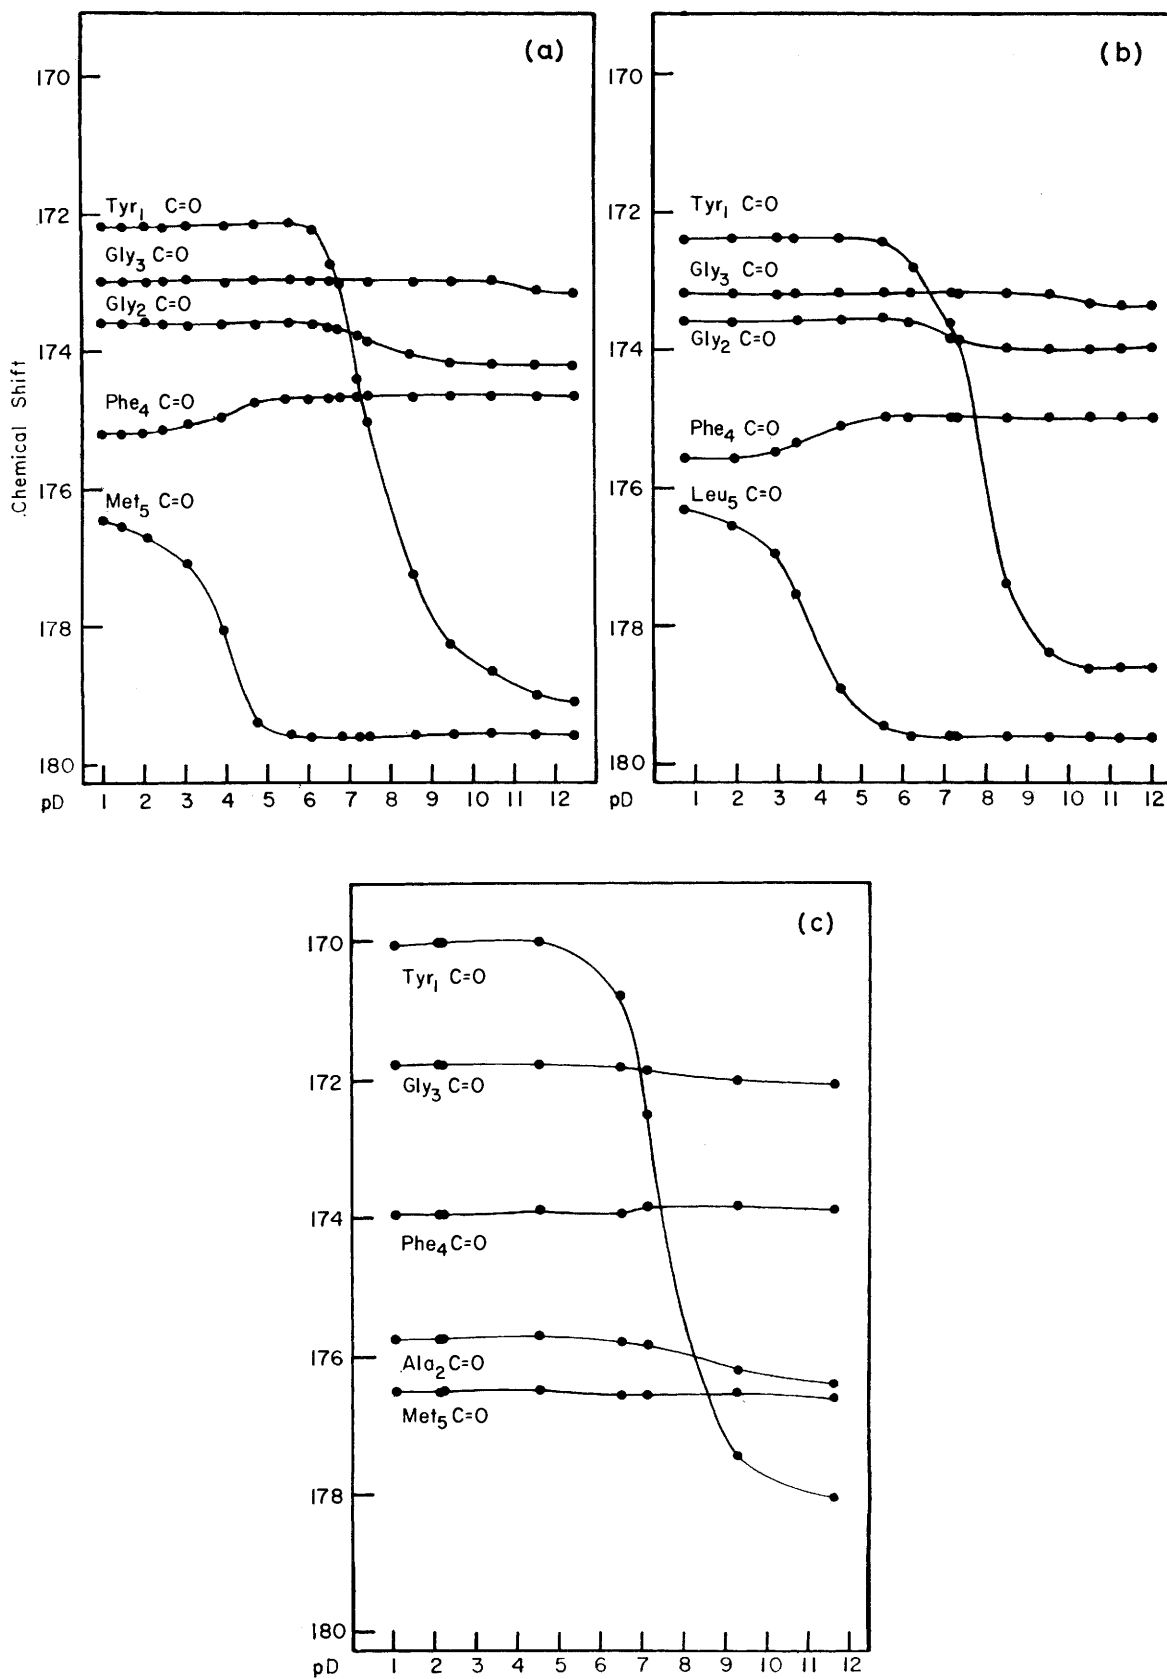 (a)
.Chemical Shift
170
172
174
176
178
180
Tyr₁ C=O
Gly₃ C=O
Gly₂ C=O
Phe₄ C=O
Met₅ C=O
pD 1 2 3 4 5 6 7 8 9 10 11 12
(b)
170
172
174
176
178
180
Tyr₁ C=O
Gly₃ C=O
Gly₂ C=O
Phe₄ C=O
Leu₅ C=O
pD 1 2 3 4 5 6 7 8 9 10 11 12
(c)
170
172
174
176
178
180
Tyr₁ C=O
Gly₃ C=O
Phe₄ C=O
Ala₂ C=O
Met₅ C=O
pD 1 2 3 4 5 6 7 8 9 10 11 12